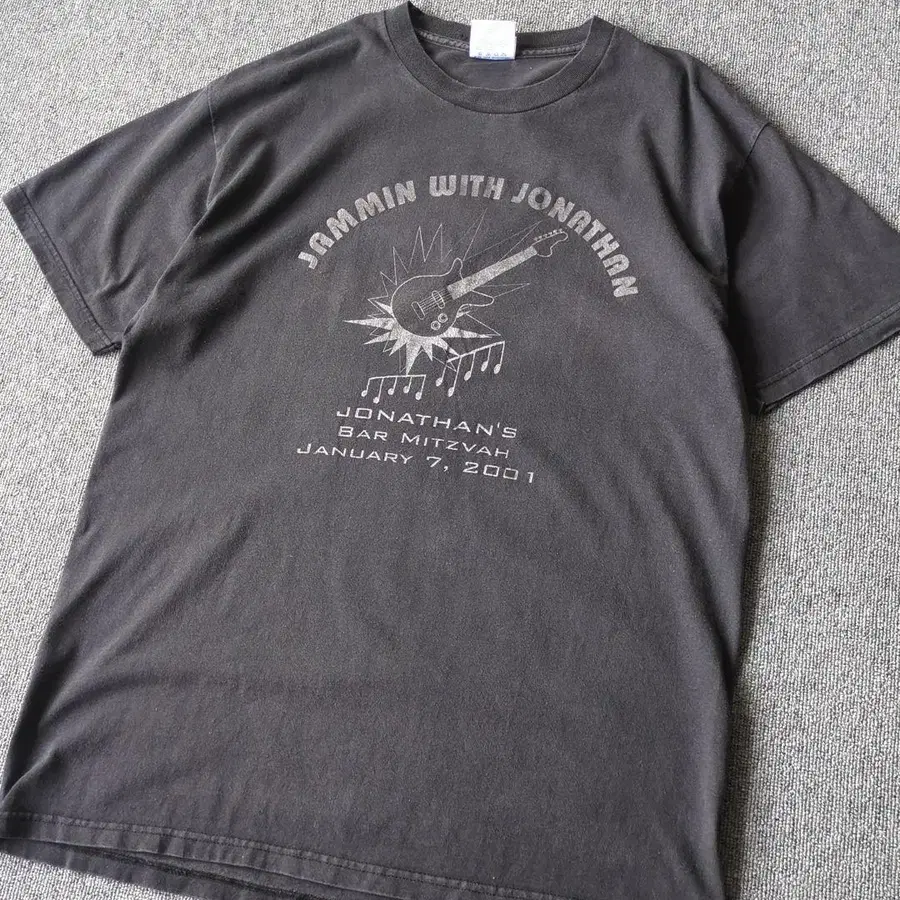 JAMMIN WITH JONATHAN
JONATHAN'S
BAR MITZVAH
JANUARY 7, 2001